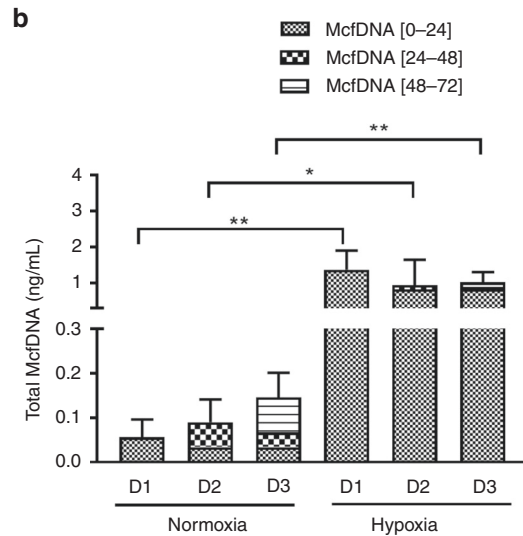 b
McfDNA [0–24]
McfDNA [24–48]
McfDNA [48–72]
**
*
**
Total McfDNA (ng/mL)
4
3
2
1
0.3
0.2
0.1
0.0
D1 D2 D3 D1 D2 D3
Normoxia Hypoxia